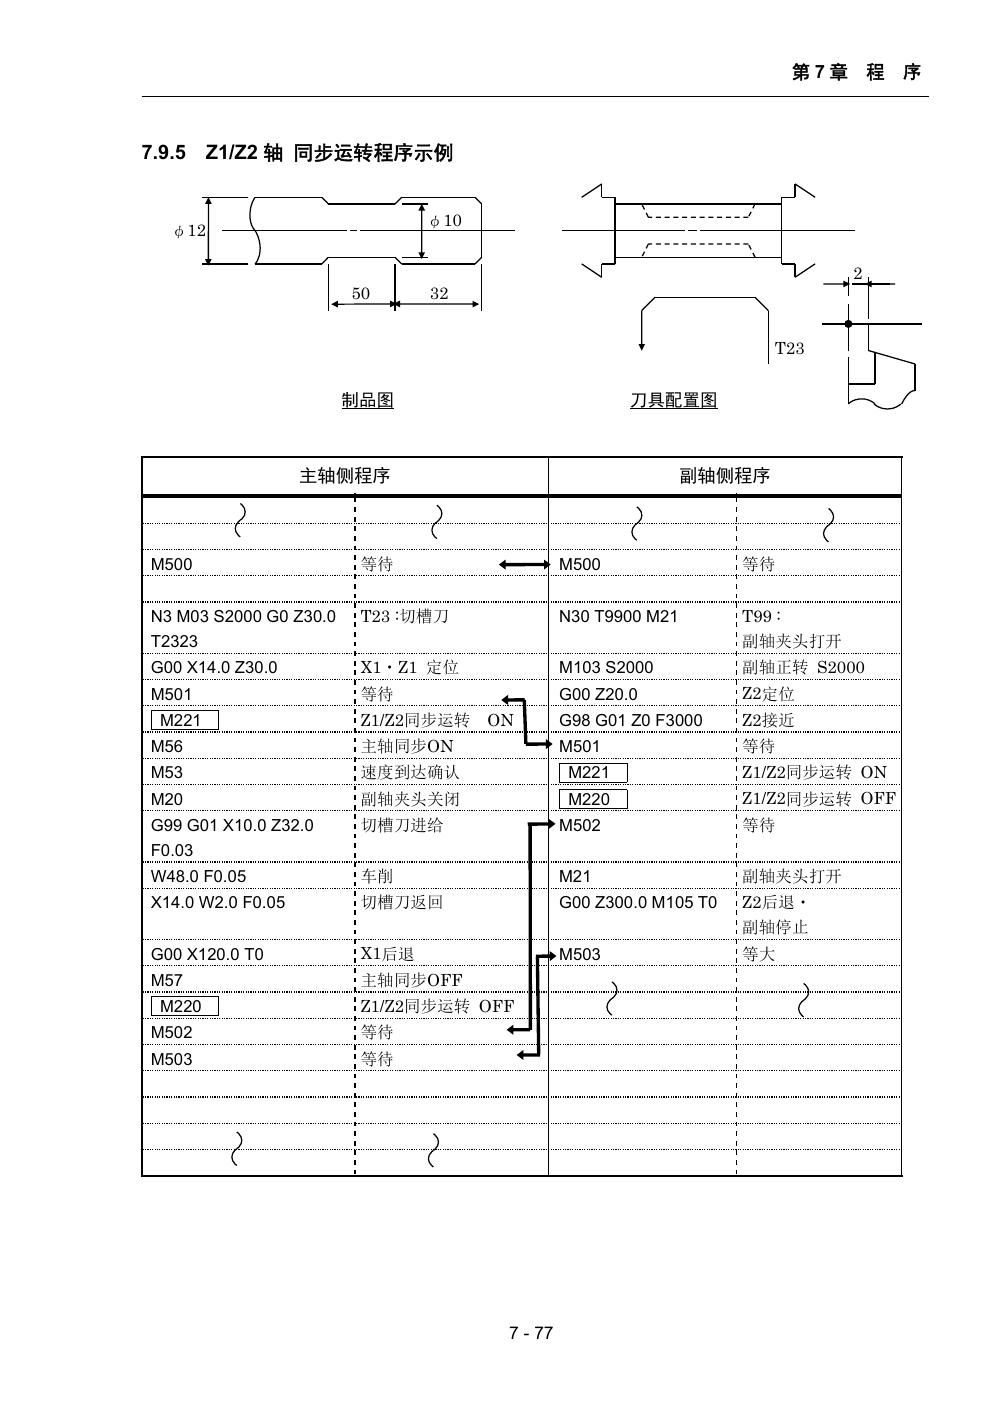 第 7 章　程　序
7.9.5　Z1/Z2 轴 同步运转程序示例
φ12
φ10
50
32
2
T23
制品图
刀具配置图
主轴侧程序 副轴侧程序
M500 等待 M500 等待
N3 M03 S2000 G0 Z30.0 T23:切槽刀 N30 T9900 M21 T99：
T2323 副轴夹头打开
G00 X14.0 Z30.0 X1・Z1 定位 M103 S2000 副轴正转 S2000
M501 等待 G00 Z20.0 Z2定位
M221 Z1/Z2同步运转　ON G98 G01 Z0 F3000 Z2接近
M56 主轴同步ON M501 等待
M53 速度到达确认 M221 Z1/Z2同步运转 ON
M20 副轴夹头关闭 M220 Z1/Z2同步运转 OFF
G99 G01 X10.0 Z32.0 切槽刀进给 M502 等待
F0.03
W48.0 F0.05 车削 M21 副轴夹头打开
X14.0 W2.0 F0.05 切槽刀返回 G00 Z300.0 M105 T0 Z2后退・
副轴停止
G00 X120.0 T0 X1后退 M503 等大
M57 主轴同步OFF
M220 Z1/Z2同步运转 OFF
M502 等待
M503 等待
7 - 77